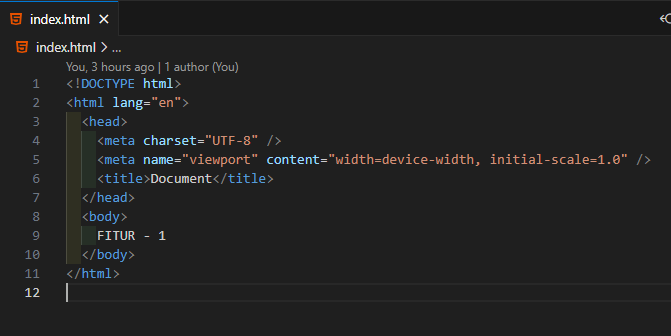 index.html
index.html > ...
You, 3 hours ago | 1 author (You)
1 <!DOCTYPE html>
2 <html lang="en">
3 <head>
4 <meta charset="UTF-8" />
5 <meta name="viewport" content="width=device-width, initial-scale=1.0" />
6 <title>Document</title>
7 </head>
8 <body>
9 FITUR - 1
10 </body>
11 </html>
12